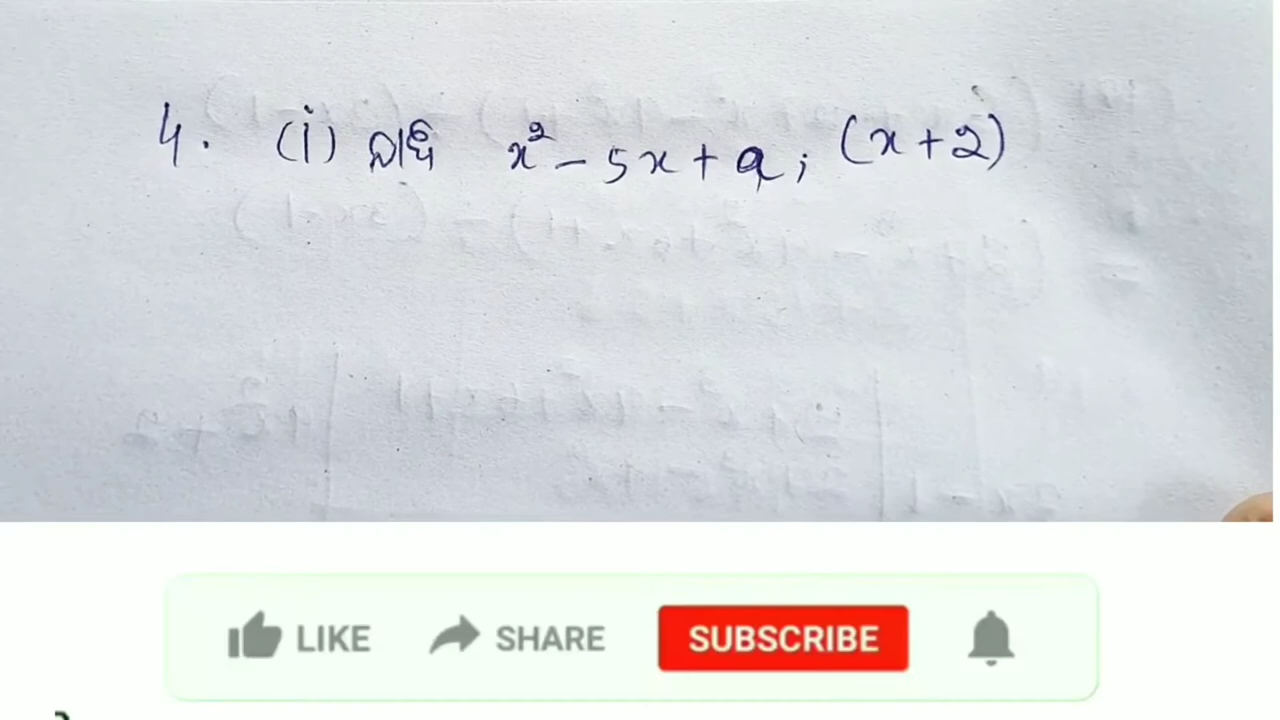 4. (i) ଯଦି x² - 5x + a, (x + 2)
LIKE SHARE SUBSCRIBE